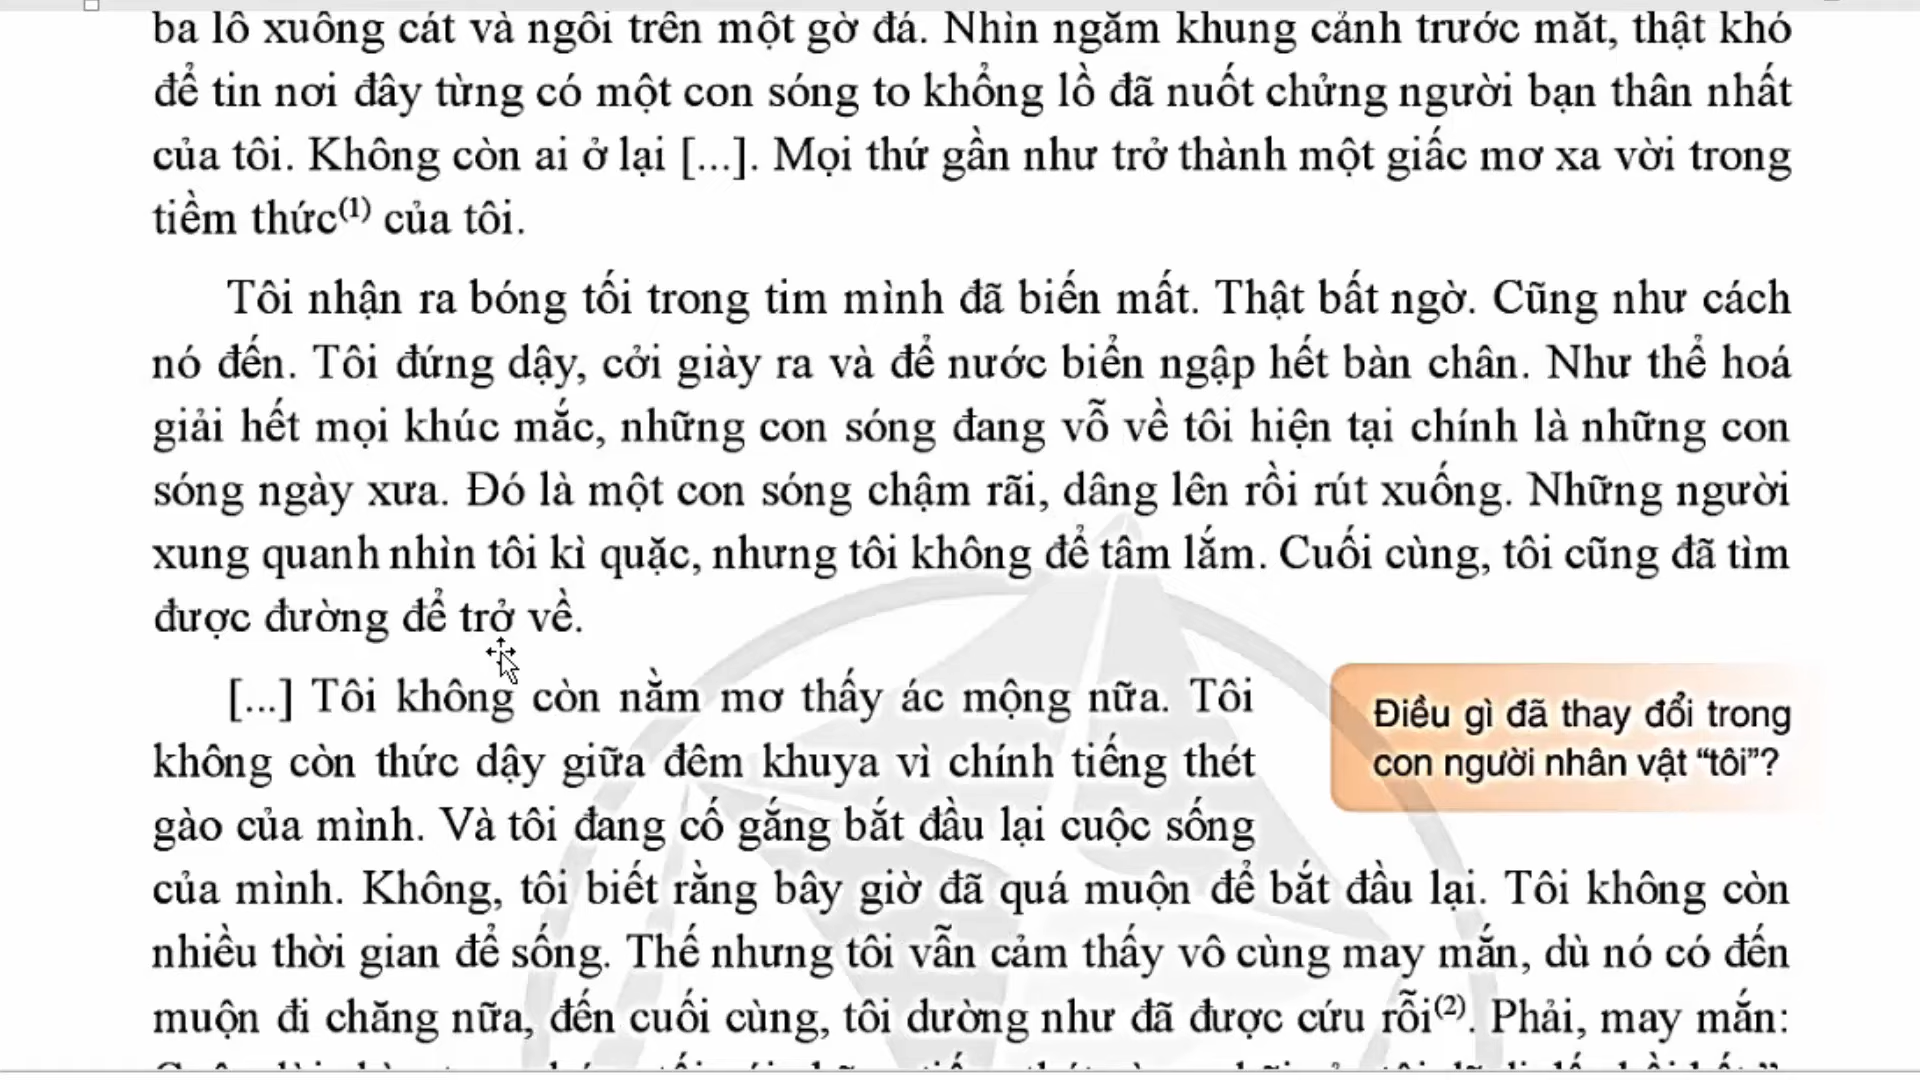 ba lô xuống cát và ngồi trên một gờ đá. Nhìn ngắm khung cảnh trước mắt, thật khó
để tin nơi đây từng có một con sóng to khổng lồ đã nuốt chửng người bạn thân nhất
của tôi. Không còn ai ở lại [...]. Mọi thứ gần như trở thành một giấc mơ xa vời trong
tiềm thức(1) của tôi.
Tôi nhận ra bóng tối trong tim mình đã biến mất. Thật bất ngờ. Cũng như cách
nó đến. Tôi đứng dậy, cởi giày ra và để nước biển ngập hết bàn chân. Như thể hoá
giải hết mọi khúc mắc, những con sóng đang vỗ về tôi hiện tại chính là những con
sóng ngày xưa. Đó là một con sóng chậm rãi, dâng lên rồi rút xuống. Những người
xung quanh nhìn tôi kì quặc, nhưng tôi không để tâm lắm. Cuối cùng, tôi cũng đã tìm
được đường để trở về.
[...] Tôi không còn nằm mơ thấy ác mộng nữa. Tôi
không còn thức dậy giữa đêm khuya vì chính tiếng thét
gào của mình. Và tôi đang cố gắng bắt đầu lại cuộc sống
của mình. Không, tôi biết rằng bây giờ đã quá muộn để bắt đầu lại. Tôi không còn
nhiều thời gian để sống. Thế nhưng tôi vẫn cảm thấy vô cùng may mắn, dù nó có đến
muộn đi chăng nữa, đến cuối cùng, tôi dường như đã được cứu rỗi(2). Phải, may mắn:
Điều gì đã thay đổi trong
con người nhân vật “tôi”?